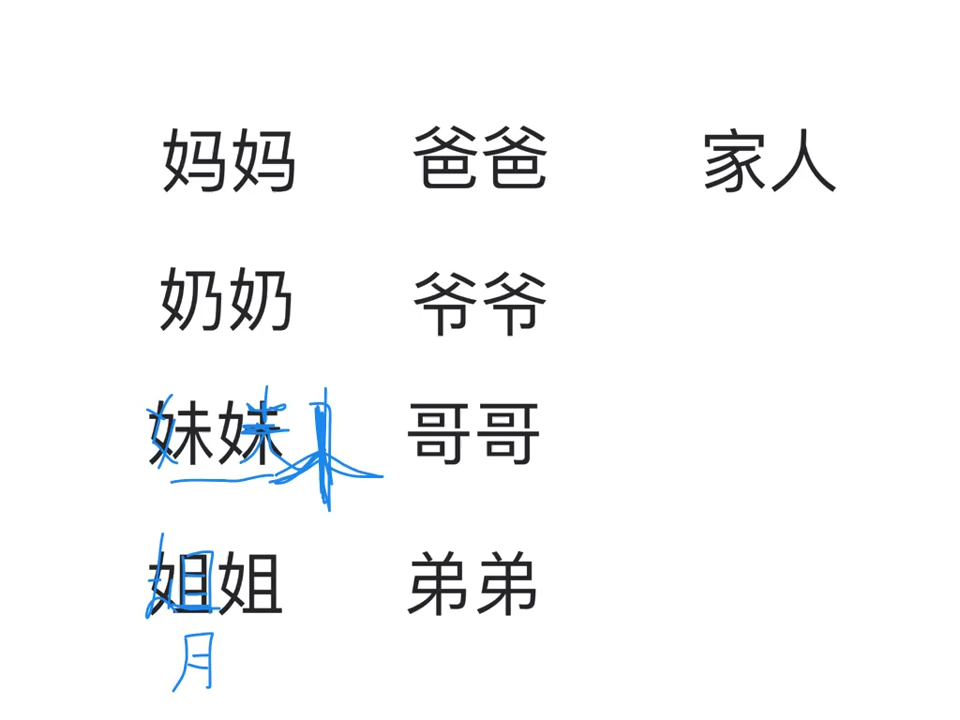 妈妈 爸爸 家人
奶奶 爷爷
妹妹 哥哥
姐姐 弟弟
月